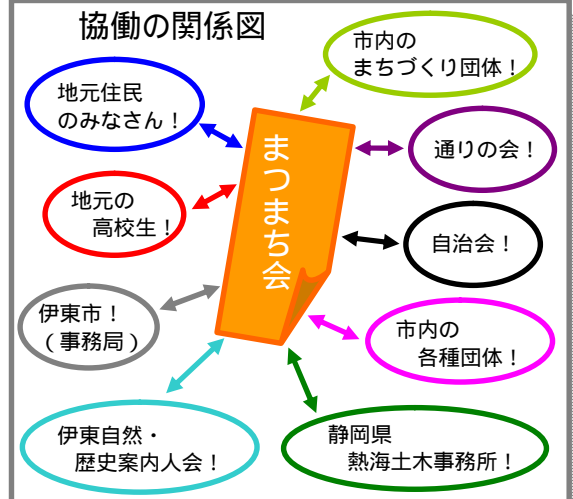 協働の関係図
市内の
まちづくり団体！
地元住民
のみなさん！
まつまち会
通りの会！
地元の
高校生！
自治会！
伊東市！
（事務局）
市内の
各種団体！
伊東自然・
歴史案内人会！
静岡県
熱海土木事務所！